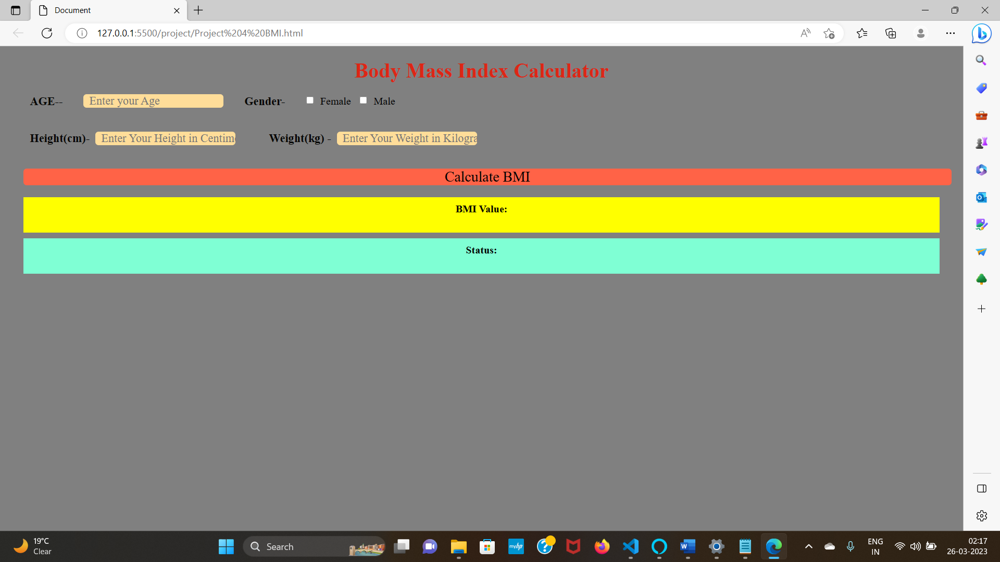 Document
127.0.0.1:5500/project/Project%204%20BMI.html
Body Mass Index Calculator
AGE-- Enter your Age Gender- Female Male
Height(cm)- Enter Your Height in Centim Weight(kg) - Enter Your Weight in Kilogra
Calculate BMI
BMI Value:
Status:
19°C
Clear
Search
myhp
ENG
IN
02:17
26-03-2023